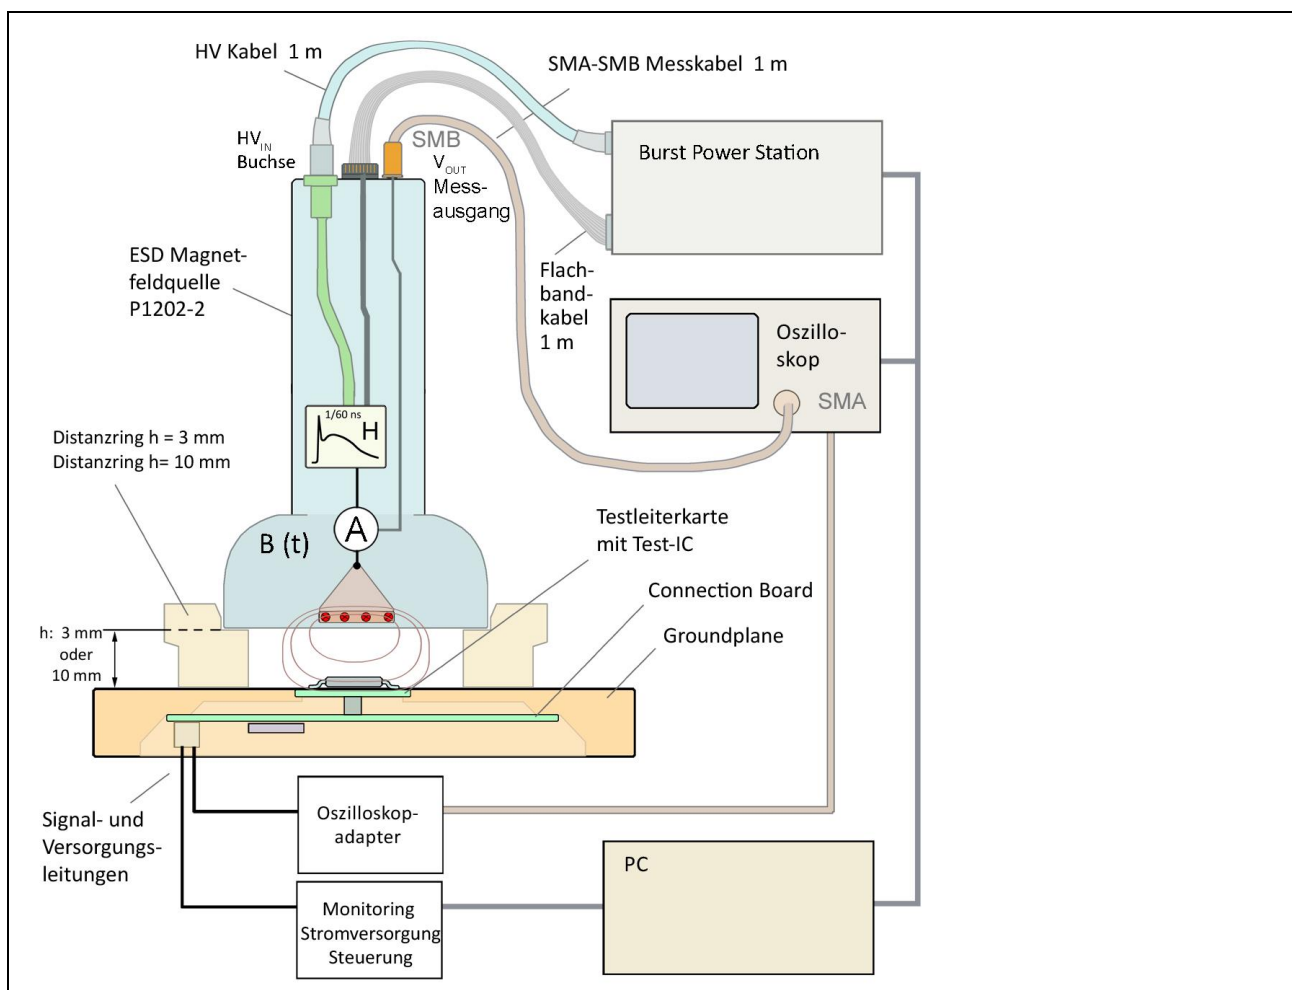 HV Kabel 1 m
SMA-SMB Messkabel 1 m
HVIN
Buchse
SMB
VOUT
Mess-
ausgang
Burst Power Station
ESD Magnet-
feldquelle
P1202-2
Flach-
band-
kabel
1 m
Oszillo-
skop
SMA
1/60 ns
H
Distanzring h = 3 mm
Distanzring h= 10 mm
A
B (t)
Testleiterkarte
mit Test-IC
Connection Board
Groundplane
h: 3 mm
oder
10 mm
Signal- und
Versorgungs-
leitungen
Oszilloskop-
adapter
Monitoring
Stromversorgung
Steuerung
PC